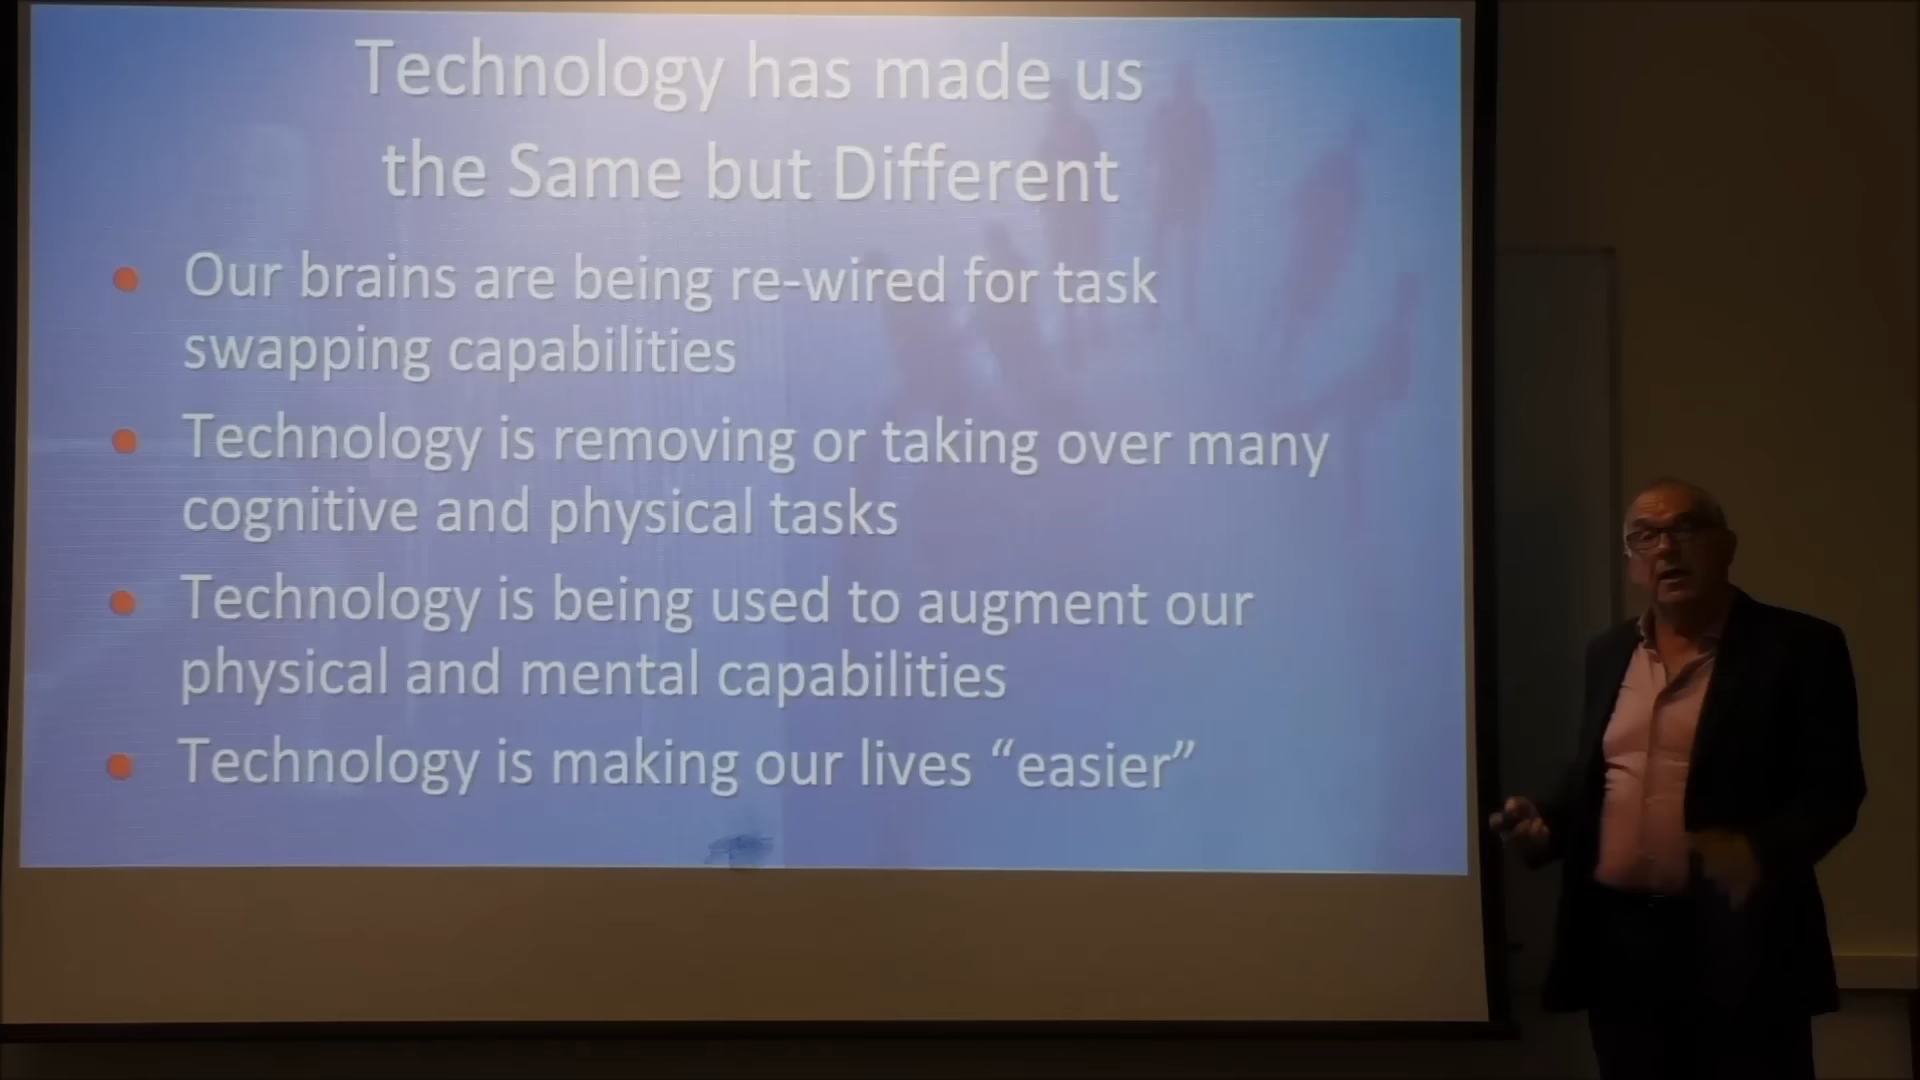 Technology has made us
the Same but Different
Our brains are being re-wired for task
swapping capabilities
Technology is removing or taking over many
cognitive and physical tasks
Technology is being used to augment our
physical and mental capabilities
Technology is making our lives “easier”